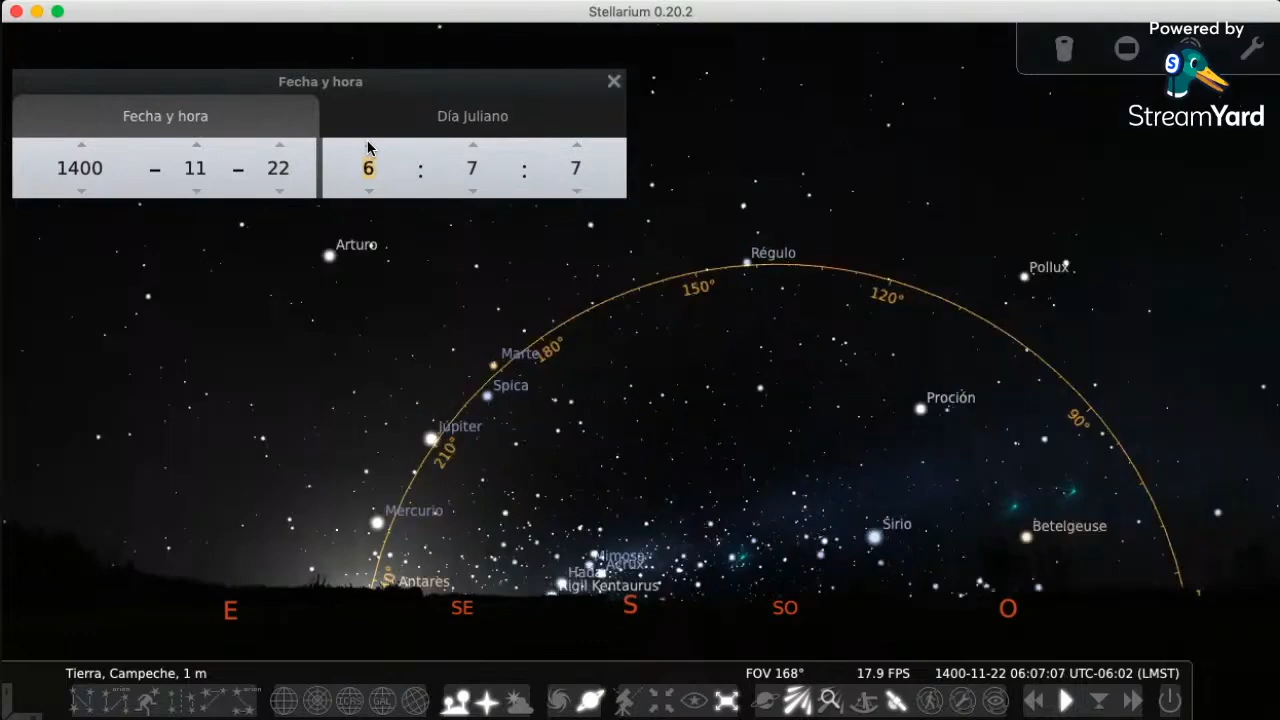 Stellarium 0.20.2
Powered by
StreamYard
Fecha y hora
Fecha y hora
Día Juliano
1400 - 11 - 22 6 : 7 : 7
Arturo
Régulo
Pollux
150°
120°
Marte
180°
Spica
Proción
90°
Júpiter
210°
Mercurio
Sirio
Betelgeuse
Mimosa
Acrux
Hadar
Antares
Rigil Kentaurus
E
SE
S
SO
O
Tierra, Campeche, 1 m
FOV 168°
17.9 FPS
1400-11-22 06:07:07 UTC-06:02 (LMST)
ICRS
GAL